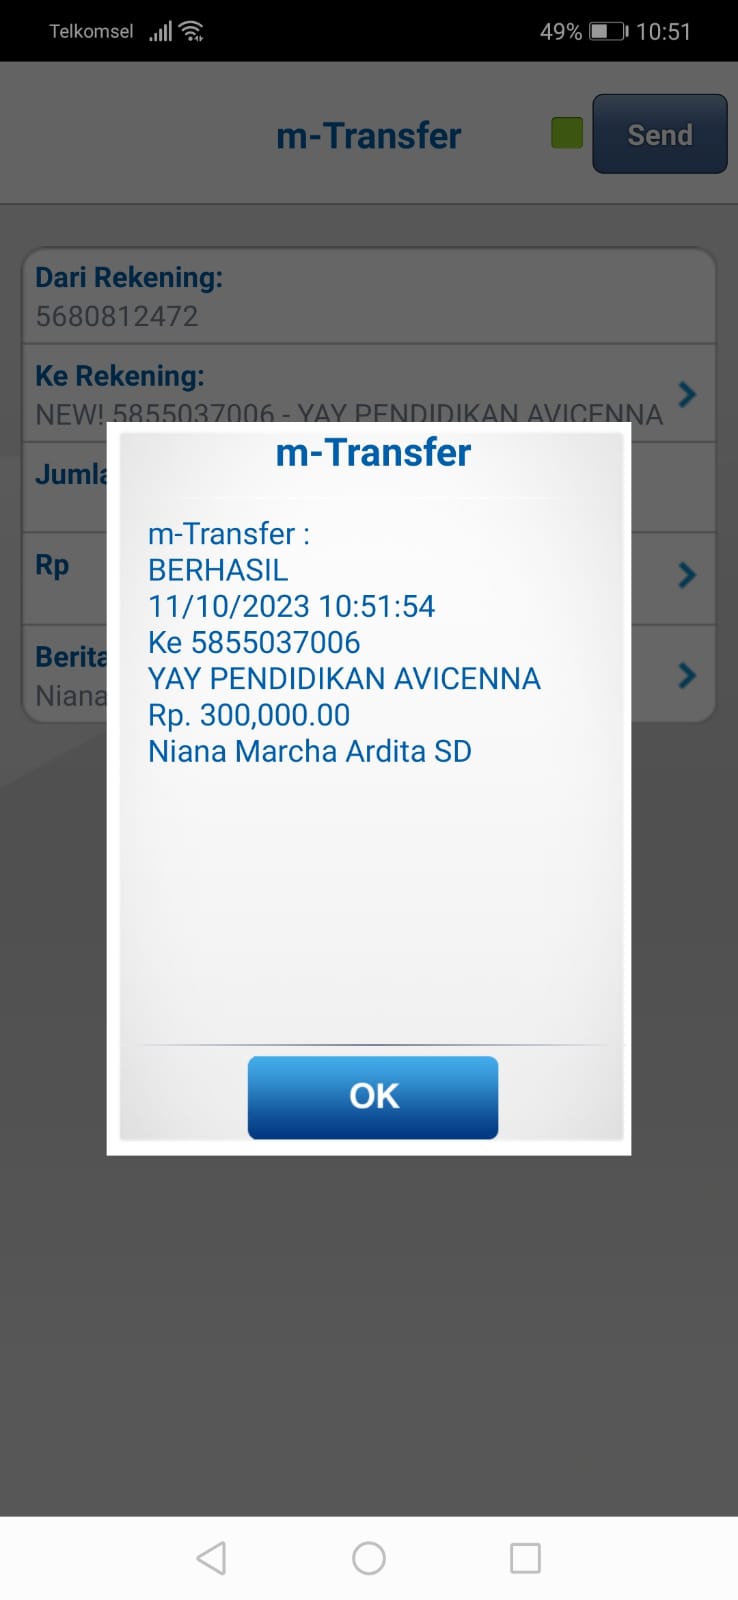 Telkomsel
49% 10:51
m-Transfer
Send
Dari Rekening:
5680812472
Ke Rekening:
NEW! 5855037006 - YAY PENDIDIKAN AVICENNA
Jumla
Rp
Berita
Niana
m-Transfer
m-Transfer :
BERHASIL
11/10/2023 10:51:54
Ke 5855037006
YAY PENDIDIKAN AVICENNA
Rp. 300,000.00
Niana Marcha Ardita SD
OK